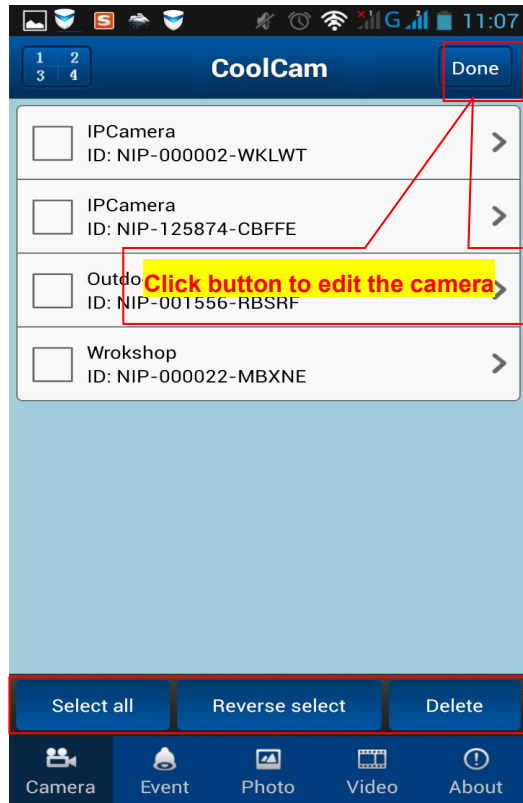 G 11:07
1 2
3 4
CoolCam
Done
IPCamera
ID: NIP-000002-WKLWT
IPCamera
ID: NIP-125874-CBFFE
Click button to edit the camera
ID: NIP-001556-RBSRF
Wrokshop
ID: NIP-000022-MBXNE
Select all
Reverse select
Delete
Camera
Event
Photo
Video
About